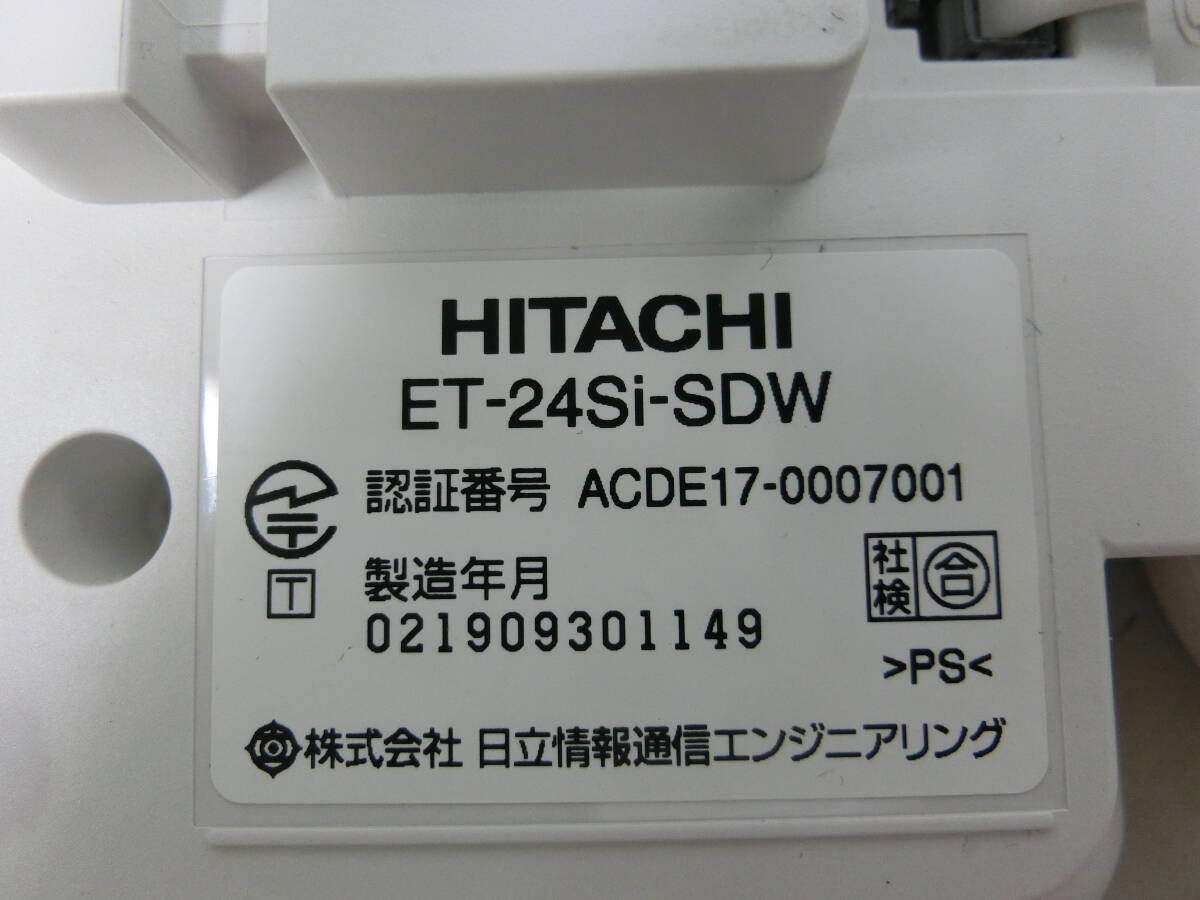 HITACHI
ET-24Si-SDW
認証番号 ACDE17-0007001
T
製造年月
021909301149
社検 合
>PS<
株式会社 日立情報通信エンジニアリング